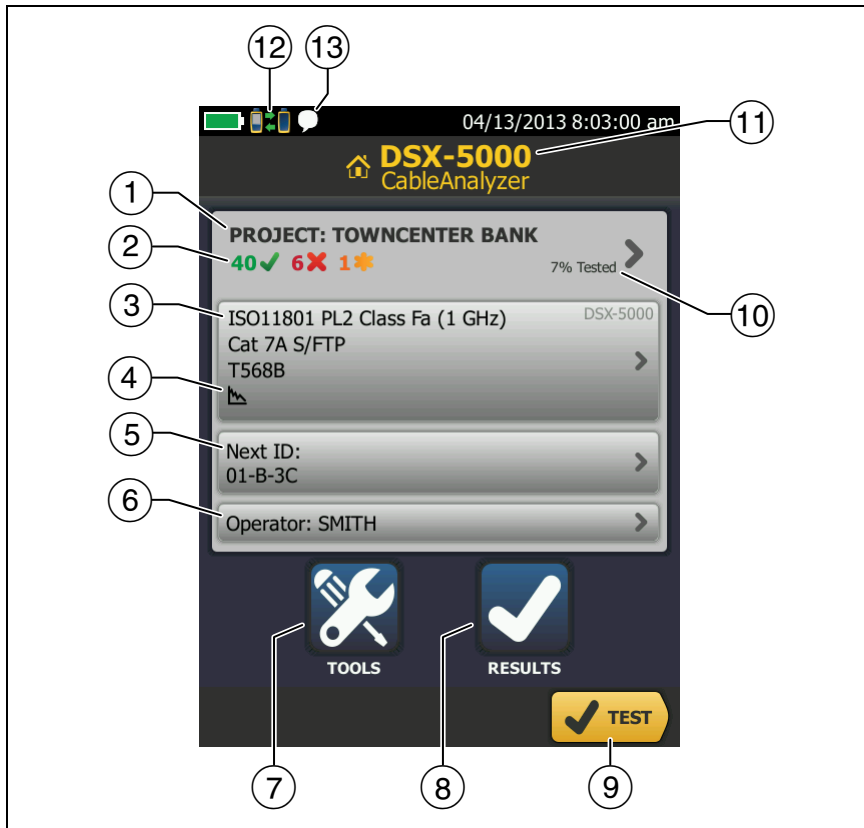 12 13
04/13/2013 8:03:00 am
11
DSX-5000
CableAnalyzer
1
PROJECT: TOWNCENTER BANK
2
40 6 1
7% Tested
10
3
ISO11801 PL2 Class Fa (1 GHz)
DSX-5000
Cat 7A S/FTP
T568B
4
5
Next ID:
01-B-3C
6
Operator: SMITH
TOOLS
RESULTS
TEST
7
8
9